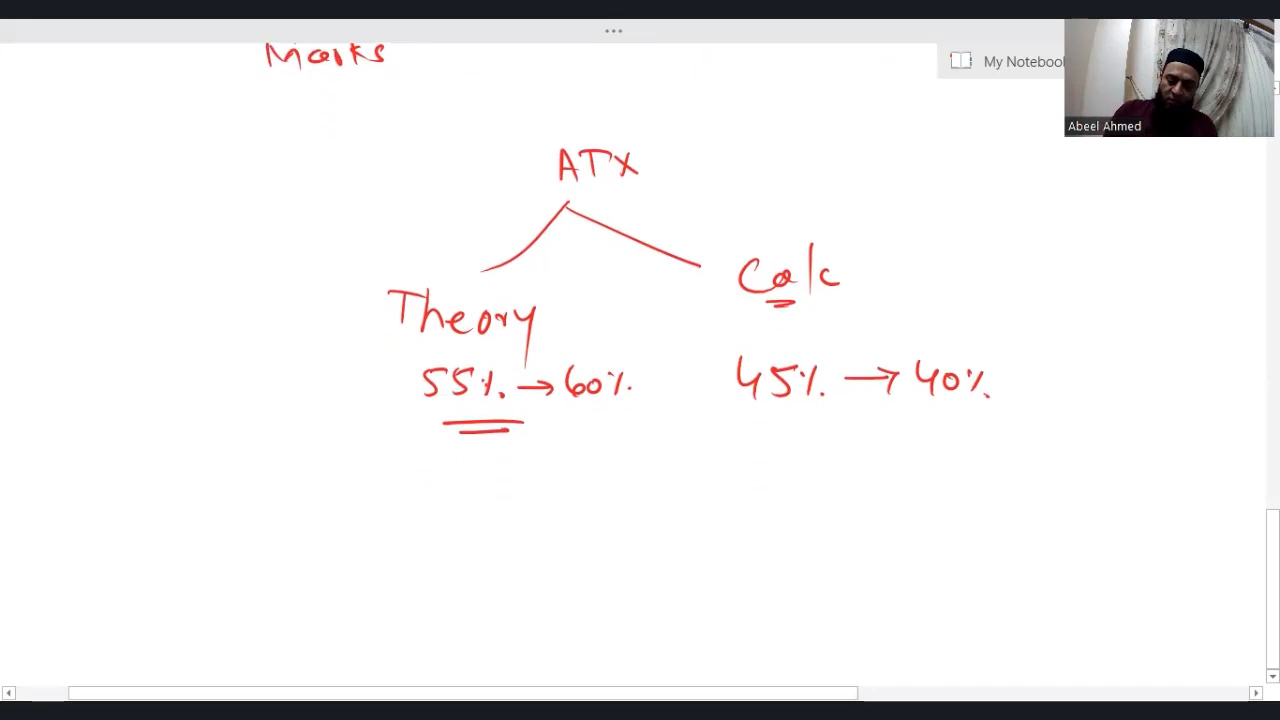 Marks
My Notebook
Abeel Ahmed
ATX
Theory
Calc
55% → 60%
45% → 40%